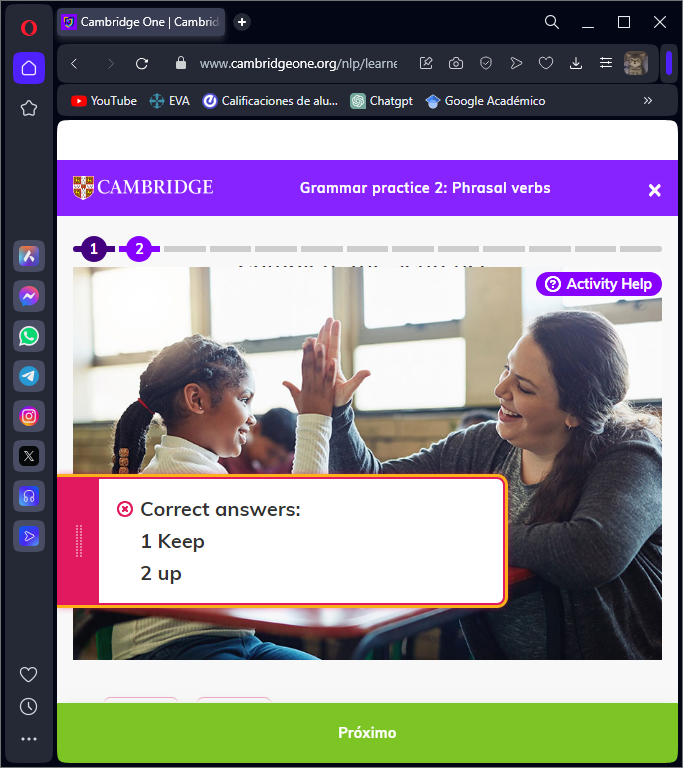 Cambridge One | Cambrid
www.cambridgeone.org/nlp/learne
YouTube
EVA
Calificaciones de alu...
Chatgpt
Google Académico
CAMBRIDGE
Grammar practice 2: Phrasal verbs
1
2
Activity Help
Correct answers:
1 Keep
2 up
Próximo